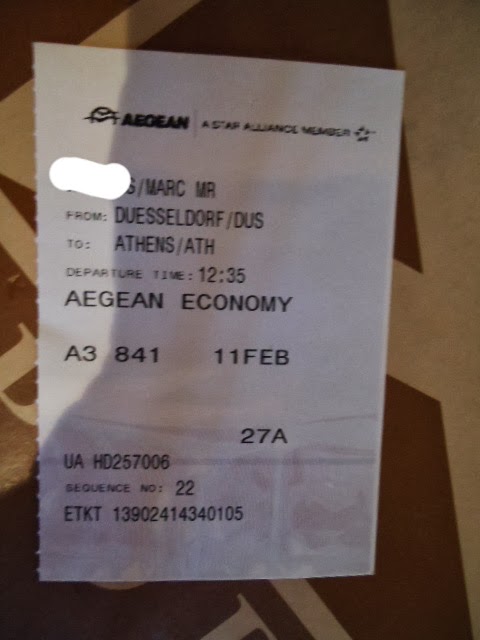 AEGEAN | A STAR ALLIANCE MEMBER
S/MARC MR
FROM: DUESSELDORF/DUS
TO: ATHENS/ATH
DEPARTURE TIME: 12:35
AEGEAN ECONOMY
A3 841 11FEB
27A
UA HD257006
SEQUENCE NO: 22
ETKT 13902414340105